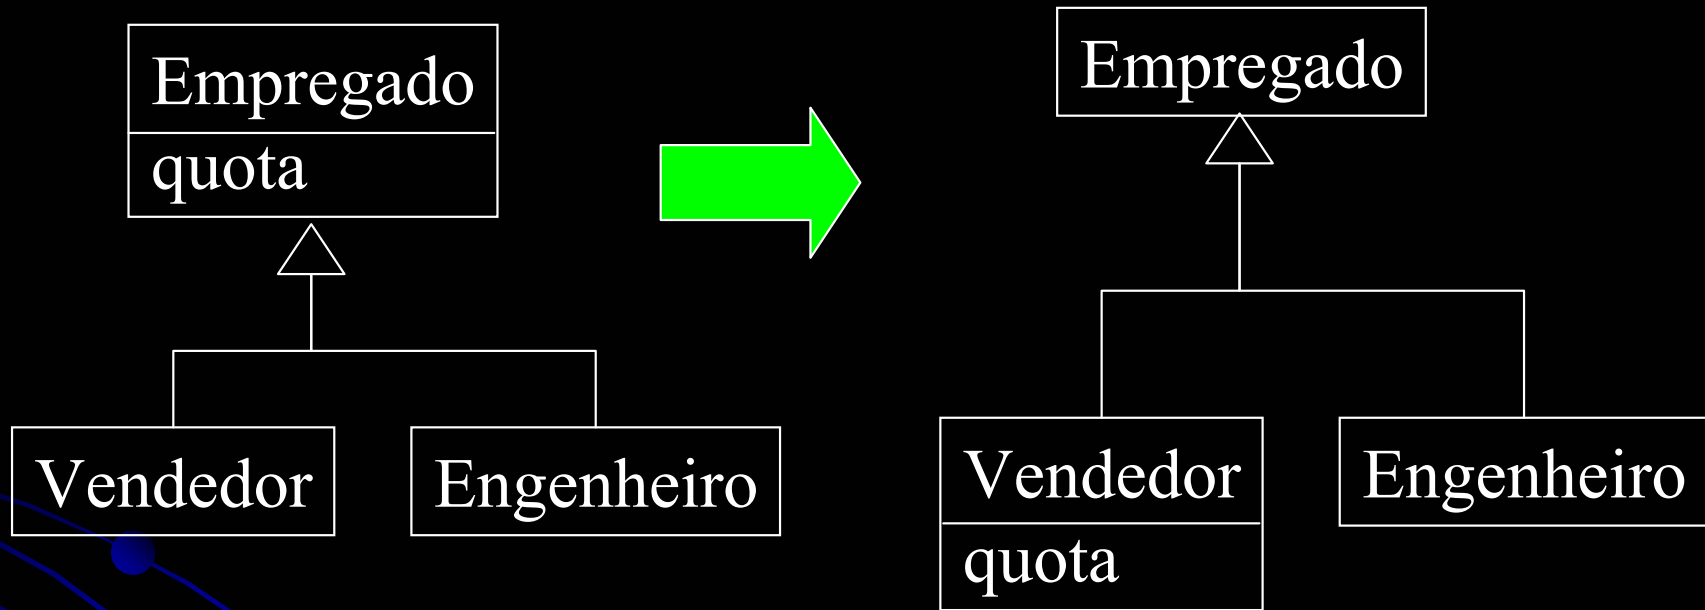 Empregado
quota
Vendedor
Engenheiro
Empregado
Vendedor
quota
Engenheiro